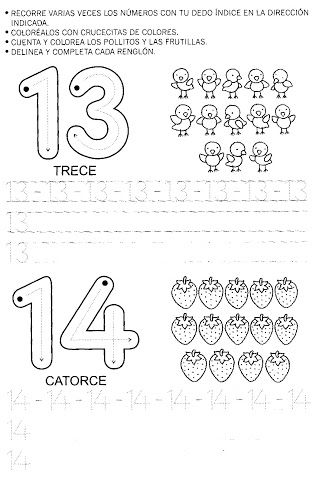 • RECORRE VARIAS VECES LOS NÚMEROS CON TU DEDO ÍNDICE EN LA DIRECCIÓN
INDICADA.
• COLORÉALOS CON CRUCECITAS DE COLORES.
• CUENTA Y COLOREA LOS POLLITOS Y LAS FRUTILLAS.
• DELINEA Y COMPLETA CADA RENGLÓN.
13
TRECE
13-13-13-13-13-13-13-13
13
13
14
CATORCE
14-14-14-14-14-14-14-14
14
14